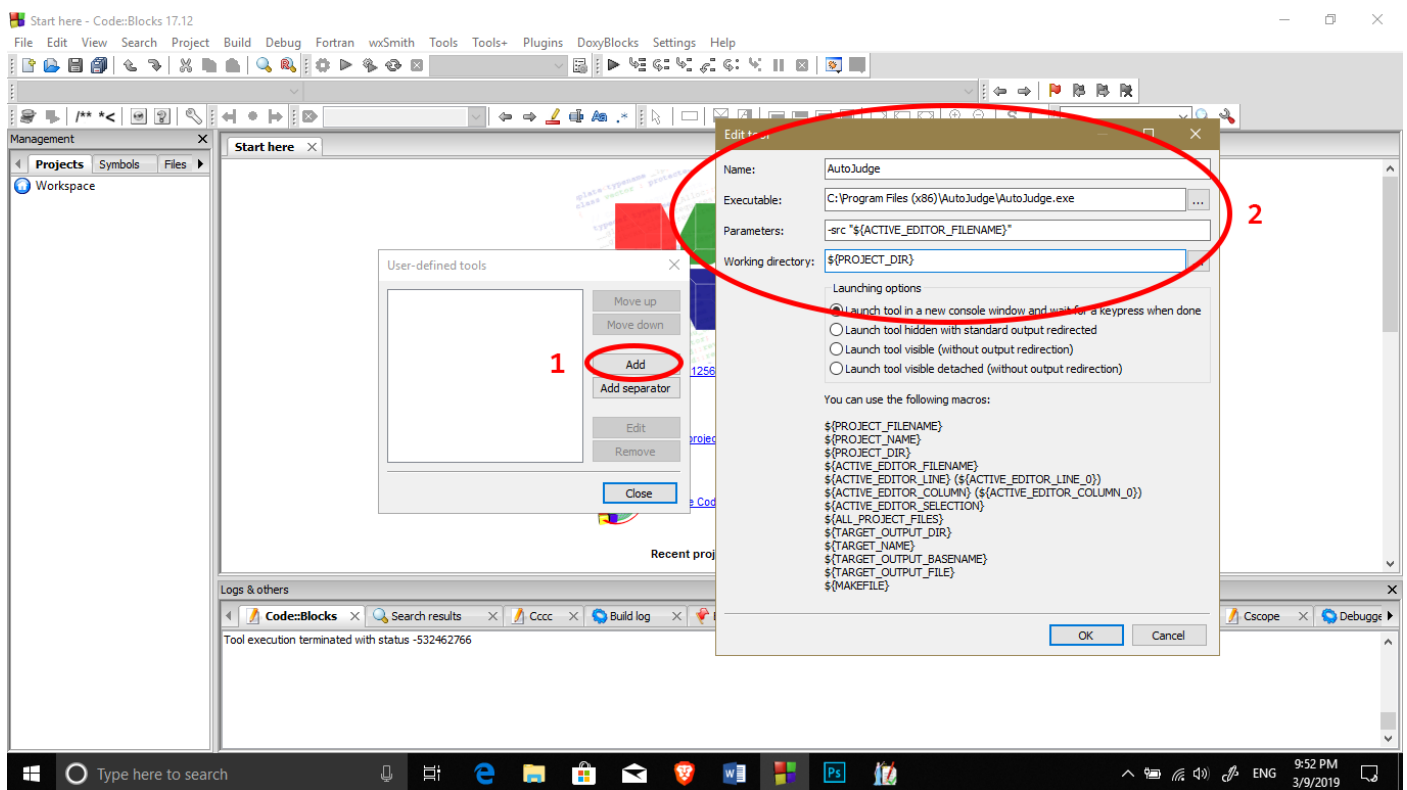 Start here - Code::Blocks 17.12
File Edit View Search Project Build Debug Fortran wxSmith Tools Tools+ Plugins DoxyBlocks Settings Help
/** *<
Management
Start here
Projects Symbols Files
Workspace
User-defined tools
Move up
Move down
1
Add
Add separator
Edit
Remove
Close
1256
Recent proj
Edit tool
Name: AutoJudge
Executable: C:\Program Files (x86)\AutoJudge\AutoJudge.exe ...
2
Parameters: -src "${ACTIVE_EDITOR_FILENAME}"
Working directory: ${PROJECT_DIR}
Launching options
Launch tool in a new console window and wait for a keypress when done
Launch tool hidden with standard output redirected
Launch tool visible (without output redirection)
Launch tool visible detached (without output redirection)
You can use the following macros:
${PROJECT_FILENAME}
${PROJECT_NAME}
${PROJECT_DIR}
${ACTIVE_EDITOR_FILENAME}
${ACTIVE_EDITOR_LINE} (${ACTIVE_EDITOR_LINE_0})
${ACTIVE_EDITOR_COLUMN} (${ACTIVE_EDITOR_COLUMN_0})
${ACTIVE_EDITOR_SELECTION}
${ALL_PROJECT_FILES}
${TARGET_OUTPUT_DIR}
${TARGET_NAME}
${TARGET_OUTPUT_BASENAME}
${TARGET_OUTPUT_FILE}
${MAKEFILE}
OK Cancel
Logs & others
Code::Blocks Search results Cccc Build log Cscope Debugge
Tool execution terminated with status -532462766
Type here to search
ENG
9:52 PM
3/9/2019